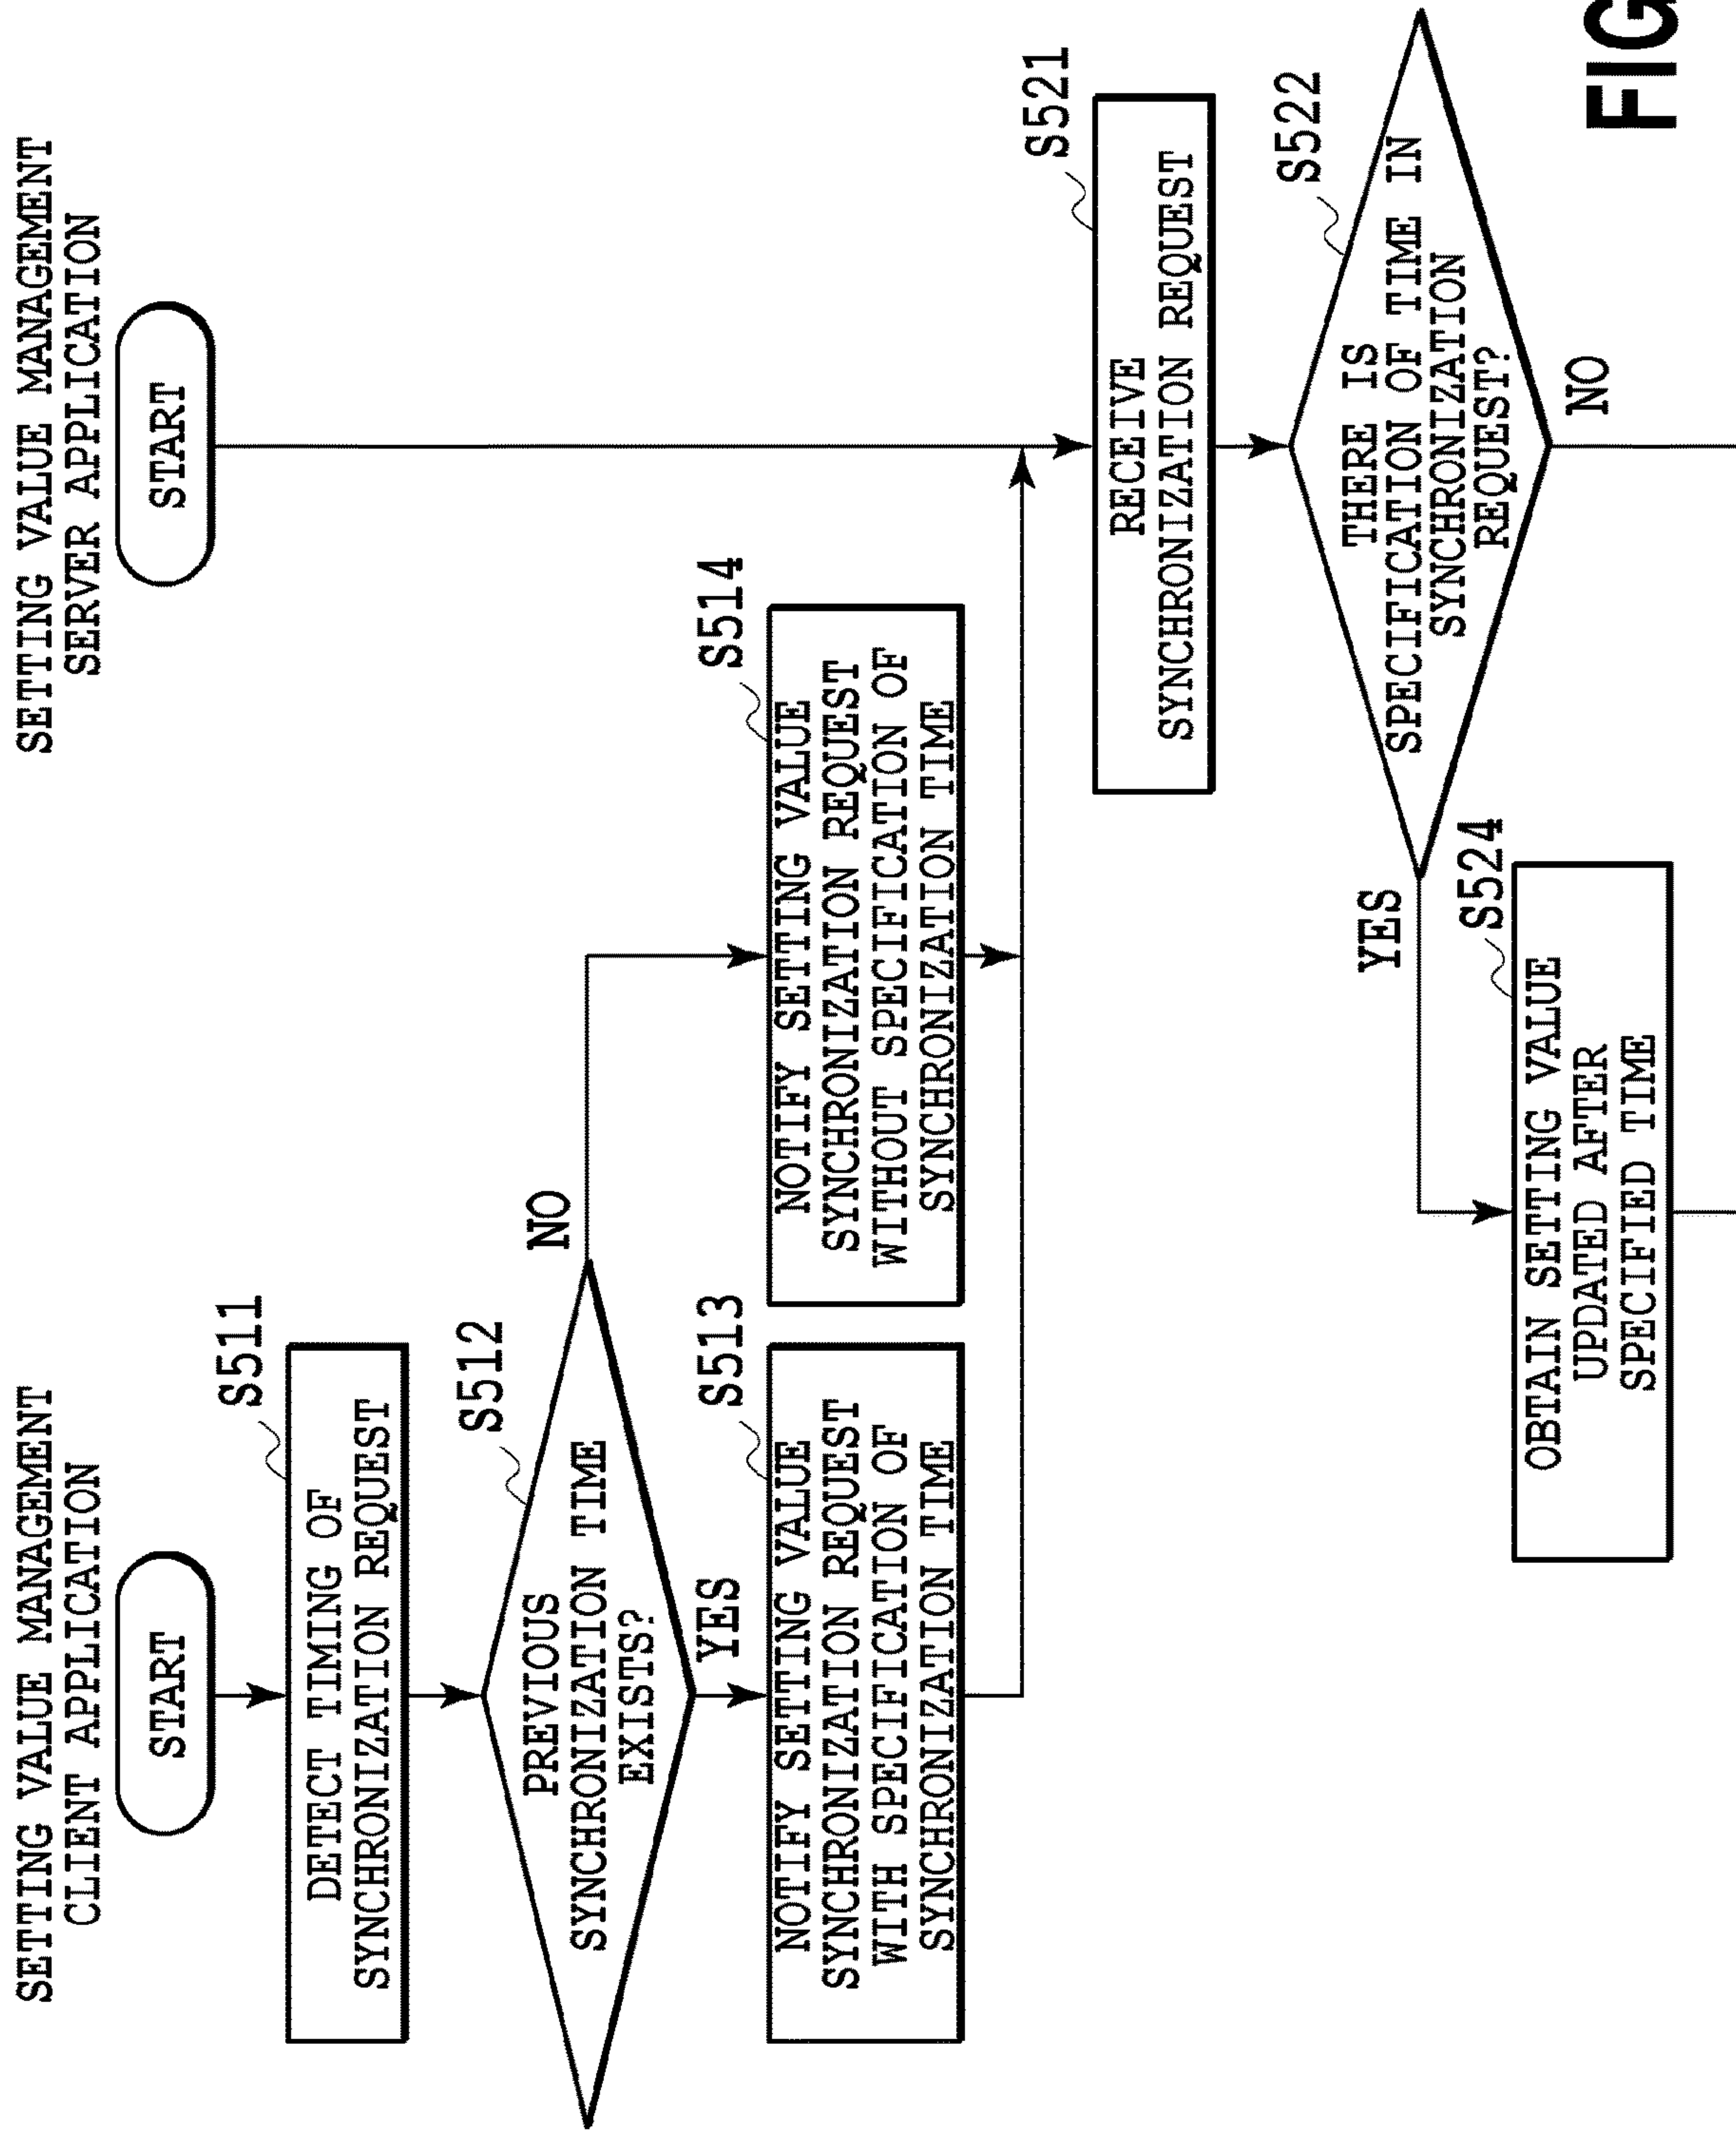 SETTING VALUE MANAGEMENT
CLIENT APPLICATION
START
S511
DETECT TIMING OF
SYNCHRONIZATION REQUEST
S512
PREVIOUS
SYNCHRONIZATION TIME
EXISTS?
NO
YES
S513
NOTIFY SETTING VALUE
SYNCHRONIZATION REQUEST
WITH SPECIFICATION OF
SYNCHRONIZATION TIME
S514
NOTIFY SETTING VALUE
SYNCHRONIZATION REQUEST
WITHOUT SPECIFICATION OF
SYNCHRONIZATION TIME
SETTING VALUE MANAGEMENT
SERVER APPLICATION
START
S521
RECEIVE
SYNCHRONIZATION REQUEST
S522
THERE IS
SPECIFICATION OF TIME IN
SYNCHRONIZATION
REQUEST?
YES
NO
S524
OBTAIN SETTING VALUE
UPDATED AFTER
SPECIFIED TIME
FIG